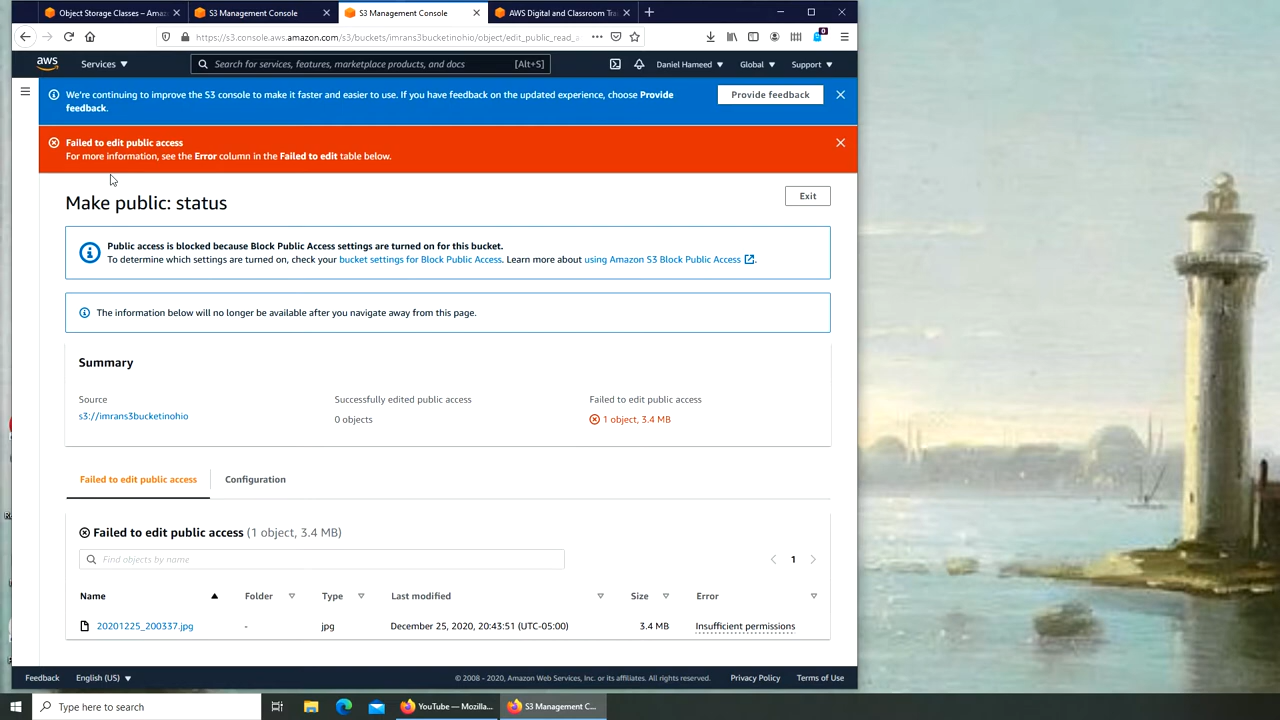 Object Storage Classes – Amaz
S3 Management Console
S3 Management Console
AWS Digital and Classroom Tra
https://s3.console.aws.amazon.com/s3/buckets/imrans3bucketinohio/object/edit_public_read_a
0
aws
Services
Search for services, features, marketplace products, and docs
[Alt+S]
Daniel Hameed
Global
Support
We're continuing to improve the S3 console to make it faster and easier to use. If you have feedback on the updated experience, choose Provide
feedback.
Provide feedback
Failed to edit public access
For more information, see the Error column in the Failed to edit table below.
Make public: status
Exit
Public access is blocked because Block Public Access settings are turned on for this bucket.
To determine which settings are turned on, check your bucket settings for Block Public Access. Learn more about using Amazon S3 Block Public Access.
The information below will no longer be available after you navigate away from this page.
Summary
Source
Successfully edited public access
Failed to edit public access
s3://imrans3bucketinohio
0 objects
1 object, 3.4 MB
Failed to edit public access
Configuration
Failed to edit public access (1 object, 3.4 MB)
Find objects by name
1
Name
Folder
Type
Last modified
Size
Error
20201225_200337.jpg
-
jpg
December 25, 2020, 20:43:51 (UTC-05:00)
3.4 MB
Insufficient permissions
Feedback
English (US)
© 2008 - 2020, Amazon Web Services, Inc. or its affiliates. All rights reserved.
Privacy Policy
Terms of Use
Type here to search
YouTube — Mozilla...
S3 Management C...